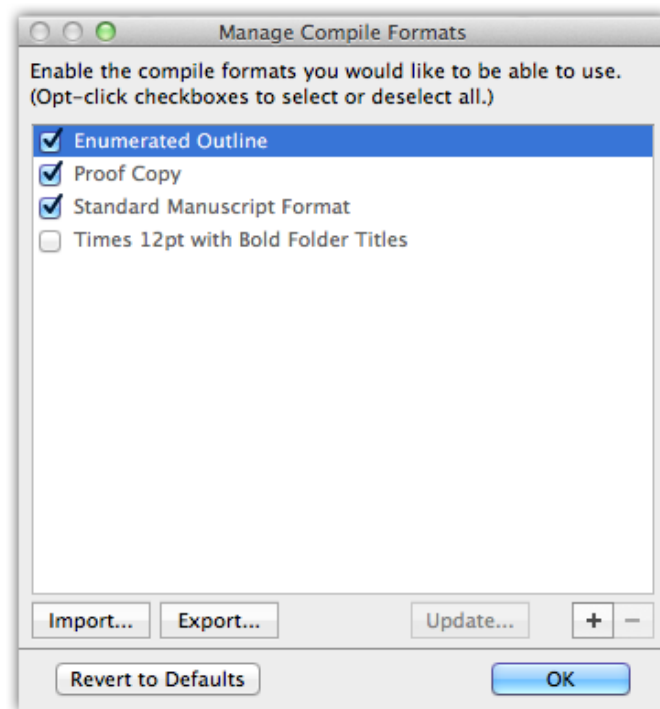 Manage Compile Formats
Enable the compile formats you would like to be able to use.
(Opt-click checkboxes to select or deselect all.)
Enumerated Outline
Proof Copy
Standard Manuscript Format
Times 12pt with Bold Folder Titles
Import... Export... Update... + −
Revert to Defaults OK